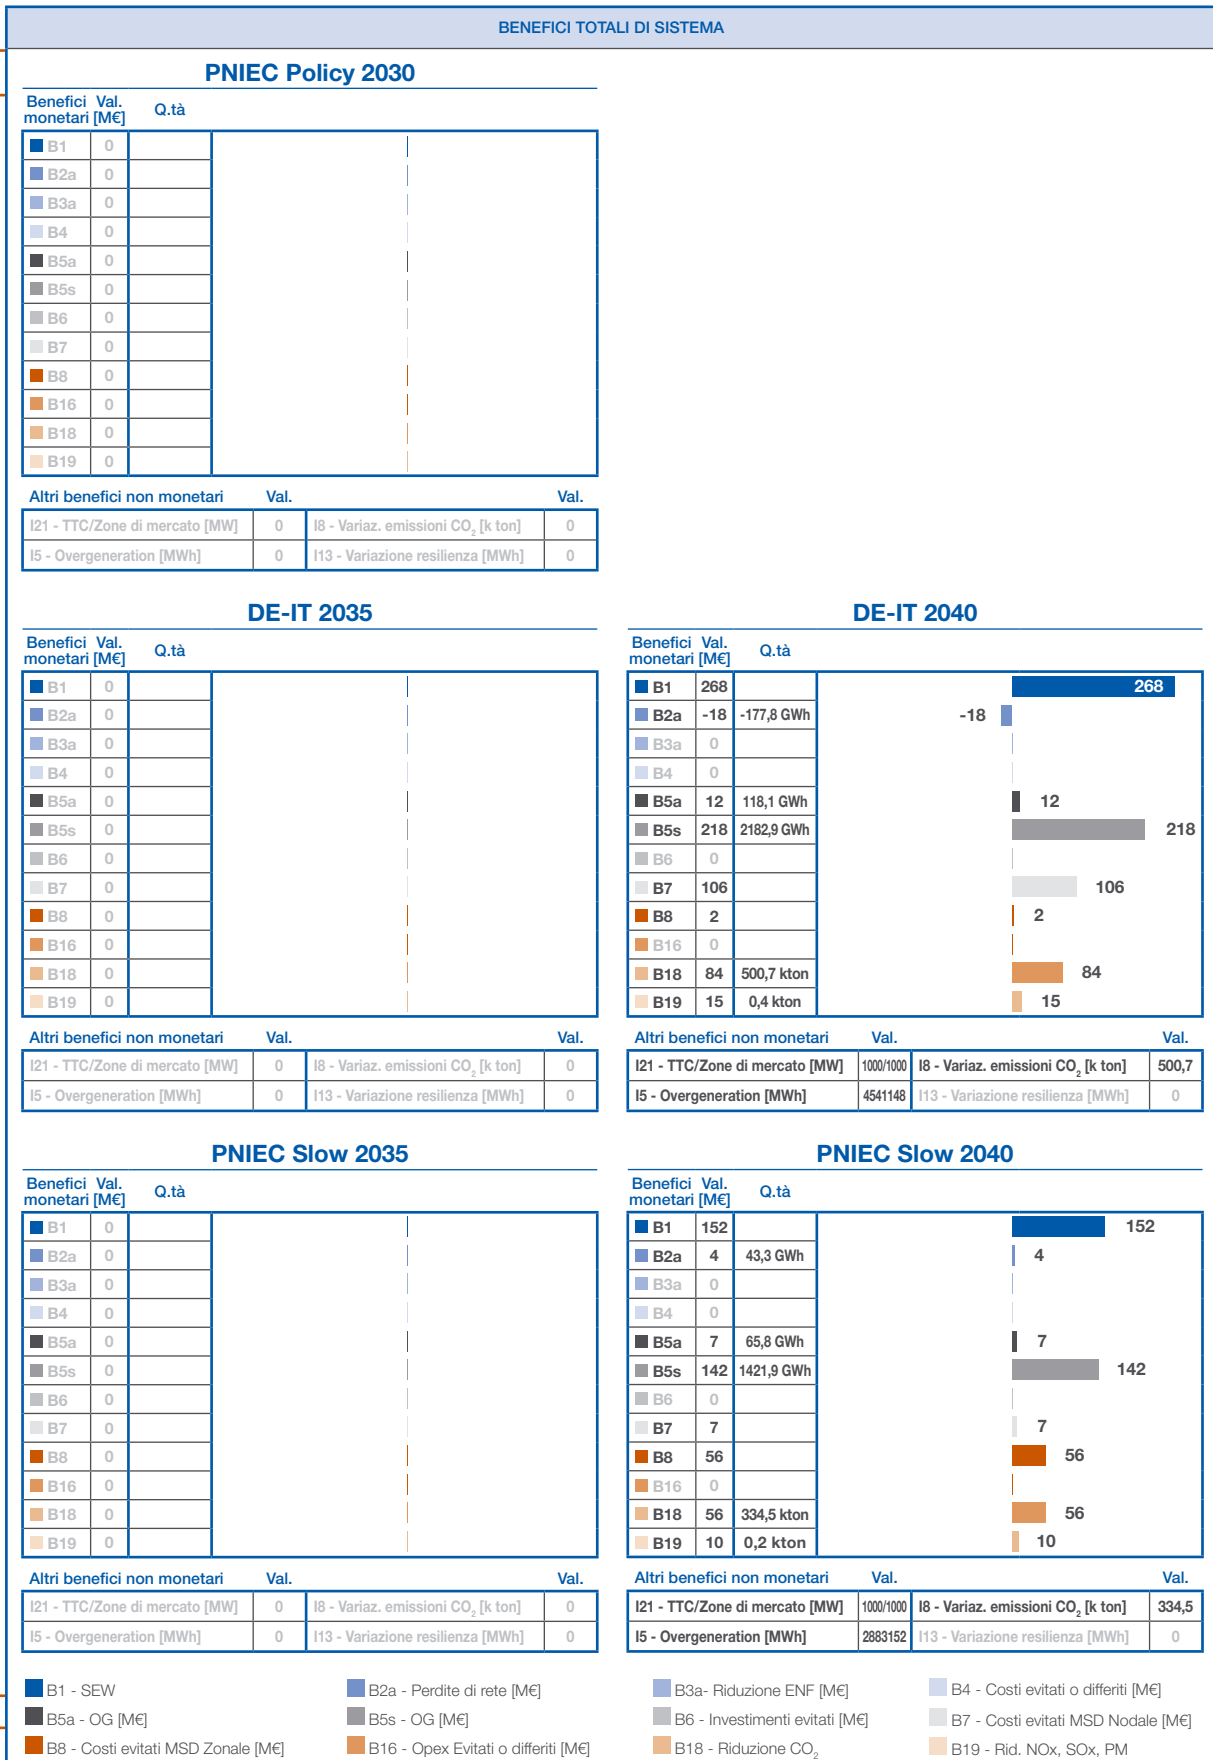 BENEFICI TOTALI DI SISTEMA
PNIEC Policy 2030
Benefici monetari Val. [M€] Q.tà
B1 0
B2a 0
B3a 0
B4 0
B5a 0
B5s 0
B6 0
B7 0
B8 0
B16 0
B18 0
B19 0
Altri benefici non monetari Val. Val.
I21 - TTC/Zone di mercato [MW] 0 I8 - Variaz. emissioni CO₂ [k ton] 0
I5 - Overgeneration [MWh] 0 I13 - Variazione resilienza [MWh] 0
DE-IT 2035
Benefici monetari Val. [M€] Q.tà
B1 0
B2a 0
B3a 0
B4 0
B5a 0
B5s 0
B6 0
B7 0
B8 0
B16 0
B18 0
B19 0
Altri benefici non monetari Val. Val.
I21 - TTC/Zone di mercato [MW] 0 I8 - Variaz. emissioni CO₂ [k ton] 0
I5 - Overgeneration [MWh] 0 I13 - Variazione resilienza [MWh] 0
DE-IT 2040
Benefici monetari Val. [M€] Q.tà
B1 268 268
B2a -18 -177,8 GWh -18
B3a 0
B4 0
B5a 12 118,1 GWh 12
B5s 218 2182,9 GWh 218
B6 0
B7 106 106
B8 2 2
B16 0
B18 84 500,7 kton 84
B19 15 0,4 kton 15
Altri benefici non monetari Val. Val.
I21 - TTC/Zone di mercato [MW] 1000/1000 I8 - Variaz. emissioni CO₂ [k ton] 500,7
I5 - Overgeneration [MWh] 4541148 I13 - Variazione resilienza [MWh] 0
PNIEC Slow 2035
Benefici monetari Val. [M€] Q.tà
B1 0
B2a 0
B3a 0
B4 0
B5a 0
B5s 0
B6 0
B7 0
B8 0
B16 0
B18 0
B19 0
Altri benefici non monetari Val. Val.
I21 - TTC/Zone di mercato [MW] 0 I8 - Variaz. emissioni CO₂ [k ton] 0
I5 - Overgeneration [MWh] 0 I13 - Variazione resilienza [MWh] 0
PNIEC Slow 2040
Benefici monetari Val. [M€] Q.tà
B1 152 152
B2a 4 43,3 GWh 4
B3a 0
B4 0
B5a 7 65,8 GWh 7
B5s 142 1421,9 GWh 142
B6 0
B7 7 7
B8 56 56
B16 0
B18 56 334,5 kton 56
B19 10 0,2 kton 10
Altri benefici non monetari Val. Val.
I21 - TTC/Zone di mercato [MW] 1000/1000 I8 - Variaz. emissioni CO₂ [k ton] 334,5
I5 - Overgeneration [MWh] 2883152 I13 - Variazione resilienza [MWh] 0
B1 - SEW B2a - Perdite di rete [M€] B3a- Riduzione ENF [M€] B4 - Costi evitati o differiti [M€]
B5a - OG [M€] B5s - OG [M€] B6 - Investimenti evitati [M€] B7 - Costi evitati MSD Nodale [M€]
B8 - Costi evitati MSD Zonale [M€] B16 - Opex Evitati o differiti [M€] B18 - Riduzione CO₂ B19 - Rid. NOx, SOx, PM